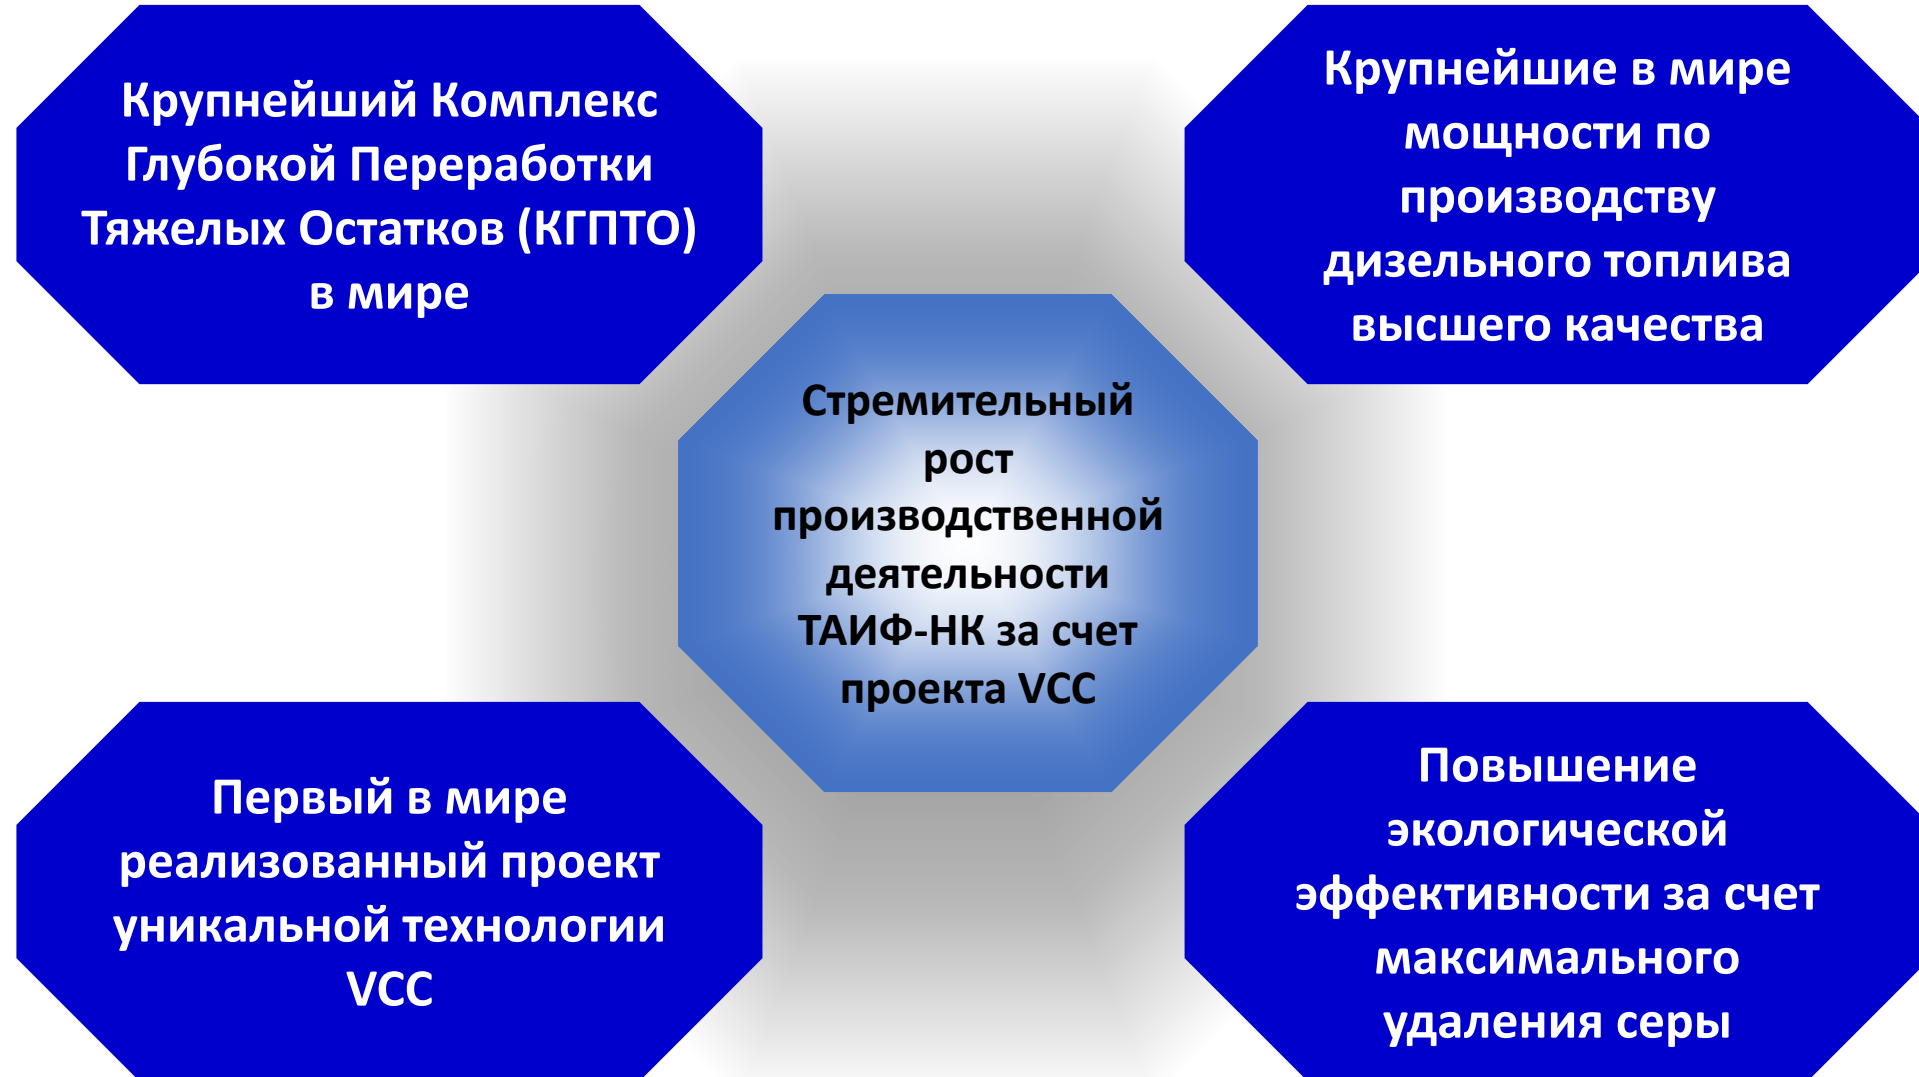 Крупнейший Комплекс
Глубокой Переработки
Тяжелых Остатков (КГПТО)
в мире
Крупнейшие в мире
мощности по
производству
дизельного топлива
высшего качества
Стремительный
рост
производственной
деятельности
ТАИФ-НК за счет
проекта VCC
Первый в мире
реализованный проект
уникальной технологии
VCC
Повышение
экологической
эффективности за счет
максимального
удаления серы